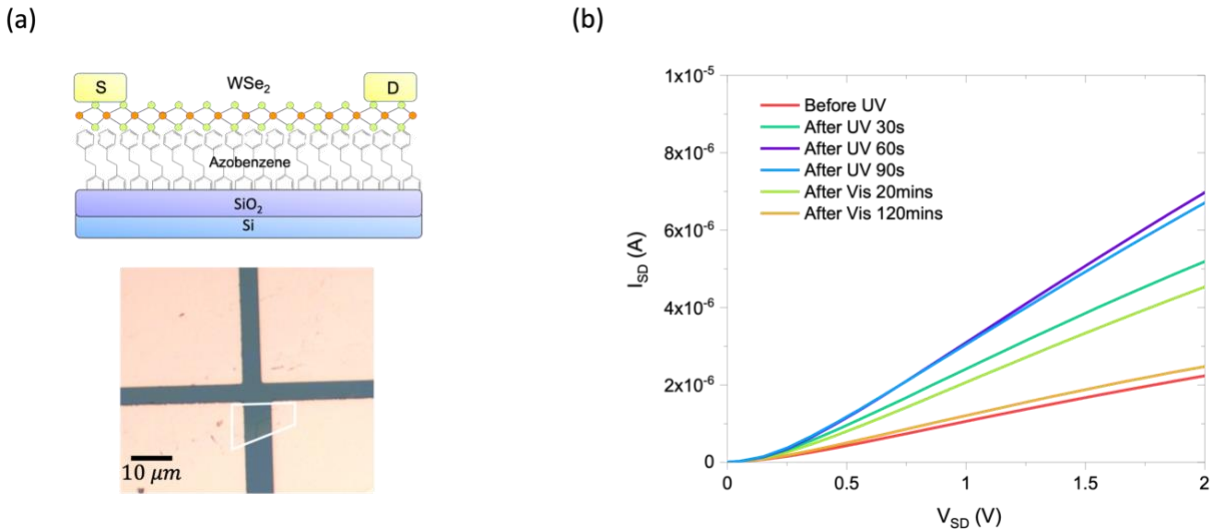 (a)
S
WSe₂
D
Azobenzene
SiO₂
Si
10 μm
(b)
1x10⁻⁵
8x10⁻⁶
6x10⁻⁶
4x10⁻⁶
2x10⁻⁶
0
I_SD (A)
Before UV
After UV 30s
After UV 60s
After UV 90s
After Vis 20mins
After Vis 120mins
0
0.5
1
1.5
2
V_SD (V)